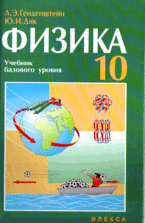 Л.Э.Генденштейн
Ю.И.Дик
ФИЗИКА
Учебник
базового уровня
10
ИЛЕКСА